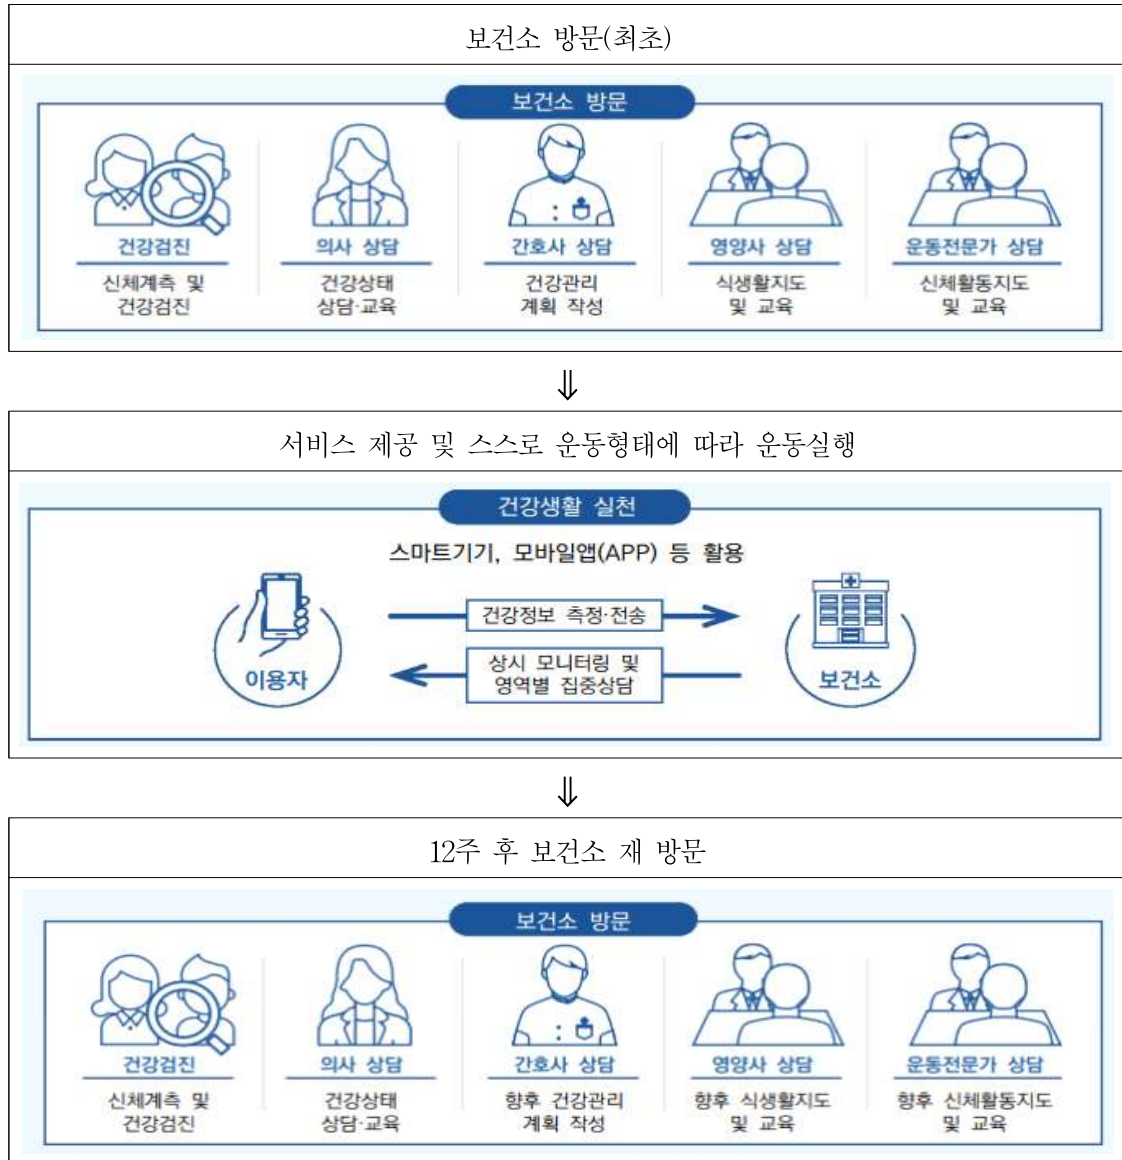 보건소 방문(최초)
보건소 방문
건강검진 의사 상담 간호사 상담 영양사 상담 운동전문가 상담
신체계측 및 건강상태 건강관리 식생활지도 신체활동지도
건강검진 상담·교육 계획 작성 및 교육 및 교육
⇓
서비스 제공 및 스스로 운동형태에 따라 운동실행
건강생활 실천
스마트기기, 모바일앱(APP) 등 활용
건강정보 측정·전송
상시 모니터링 및
영역별 집중상담
이용자 보건소
⇓
12주 후 보건소 재 방문
보건소 방문
건강검진 의사 상담 간호사 상담 영양사 상담 운동전문가 상담
신체계측 및 건강상태 향후 건강관리 향후 식생활지도 향후 신체활동지도
건강검진 상담·교육 계획 작성 및 교육 및 교육